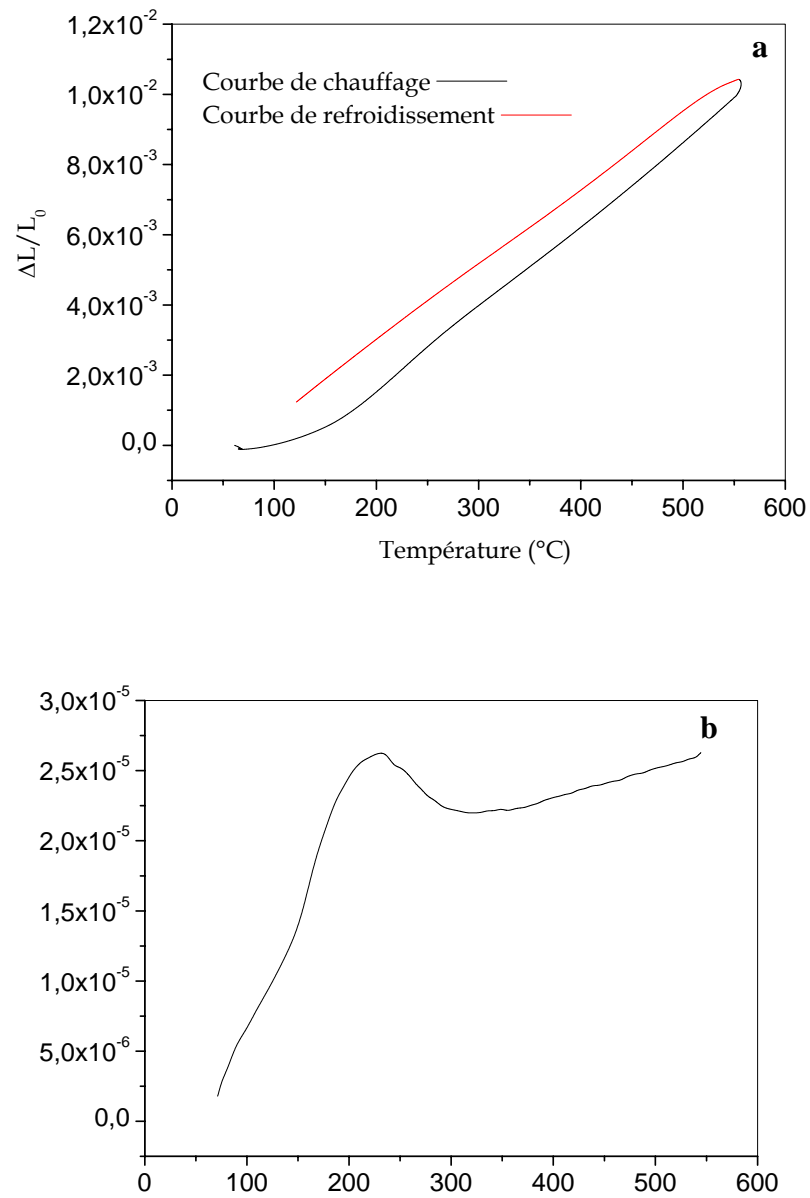 1,2x10⁻²
a
Courbe de chauffage
1,0x10⁻²
Courbe de refroidissement
8,0x10⁻³
6,0x10⁻³
ΔL/L₀
4,0x10⁻³
2,0x10⁻³
0,0
0 100 200 300 400 500 600
Température (°C)
3,0x10⁻⁵
b
2,5x10⁻⁵
2,0x10⁻⁵
1,5x10⁻⁵
1,0x10⁻⁵
5,0x10⁻⁶
0,0
0 100 200 300 400 500 600